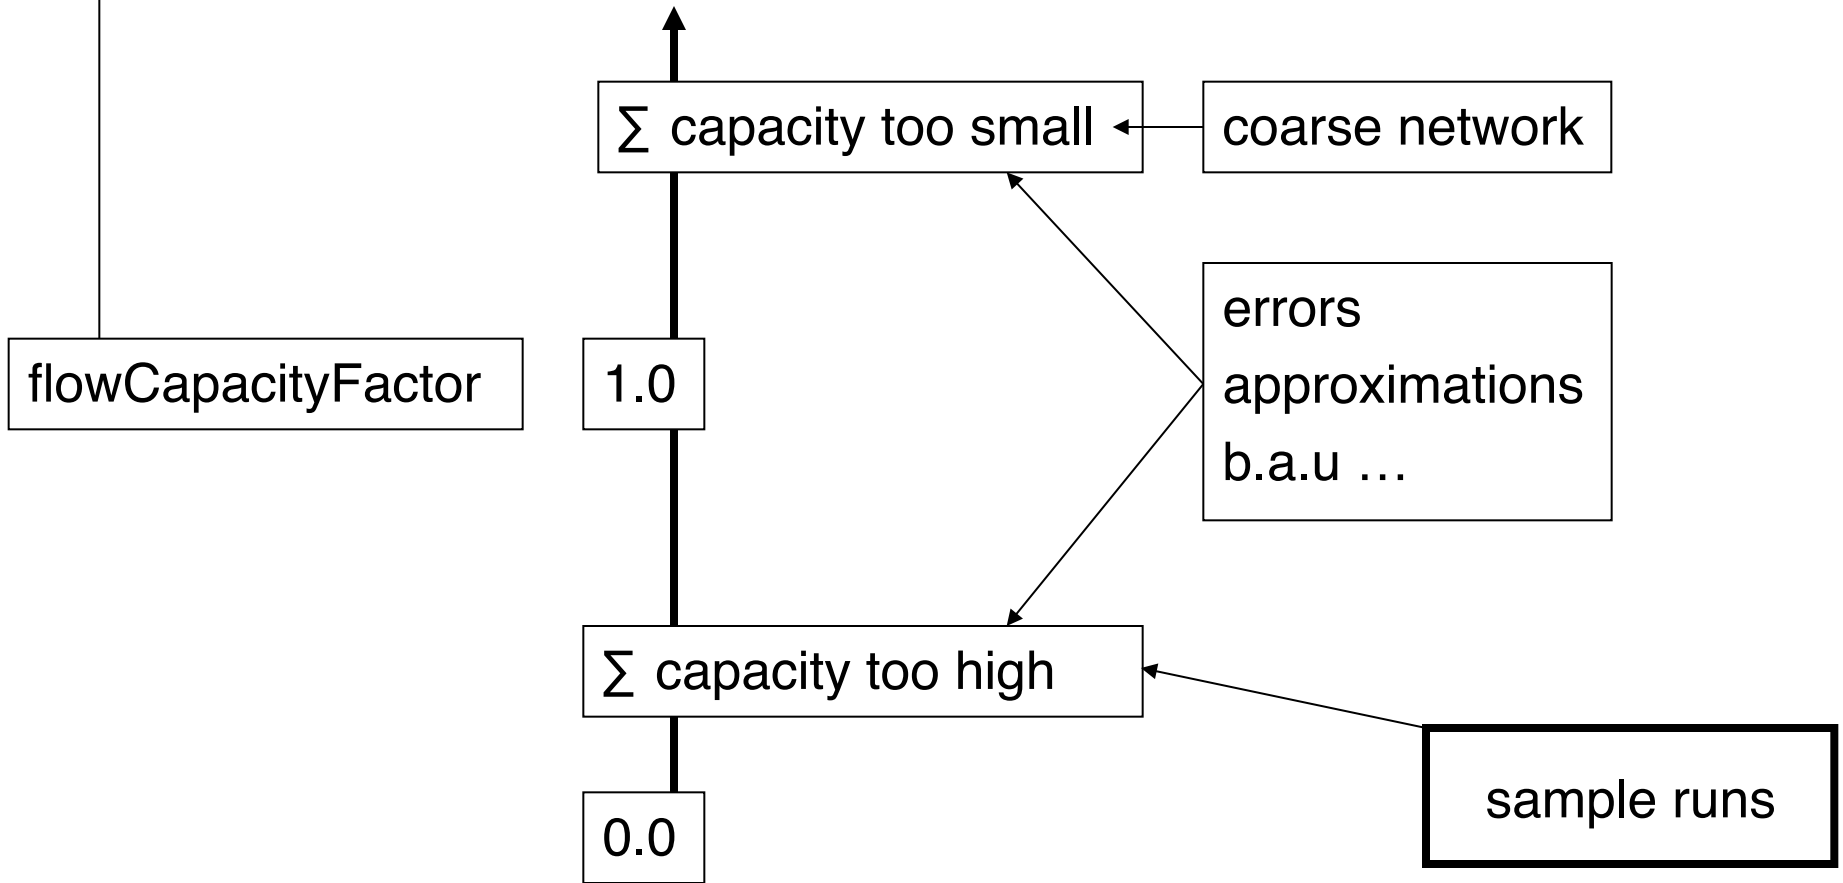 ∑ capacity too small
coarse network
errors
approximations
b.a.u …
flowCapacityFactor
1.0
∑ capacity too high
sample runs
0.0